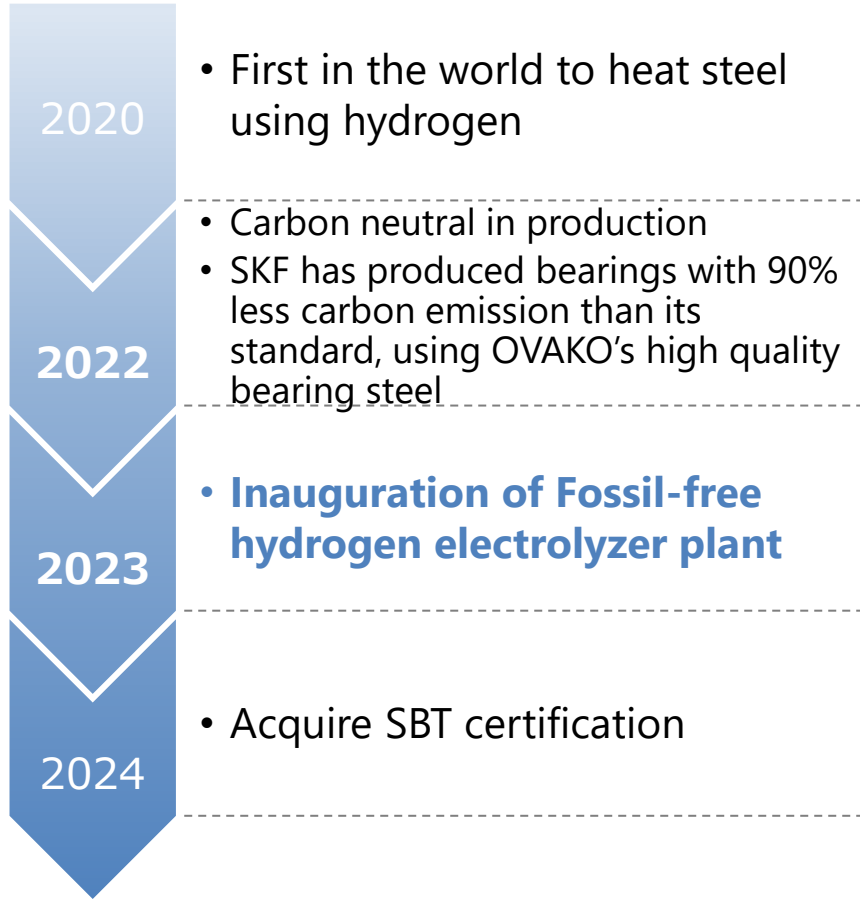 2020
• First in the world to heat steel
using hydrogen
2022
• Carbon neutral in production
• SKF has produced bearings with 90%
less carbon emission than its
standard, using OVAKO’s high quality
bearing steel
2023
• Inauguration of Fossil-free
hydrogen electrolyzer plant
2024
• Acquire SBT certification